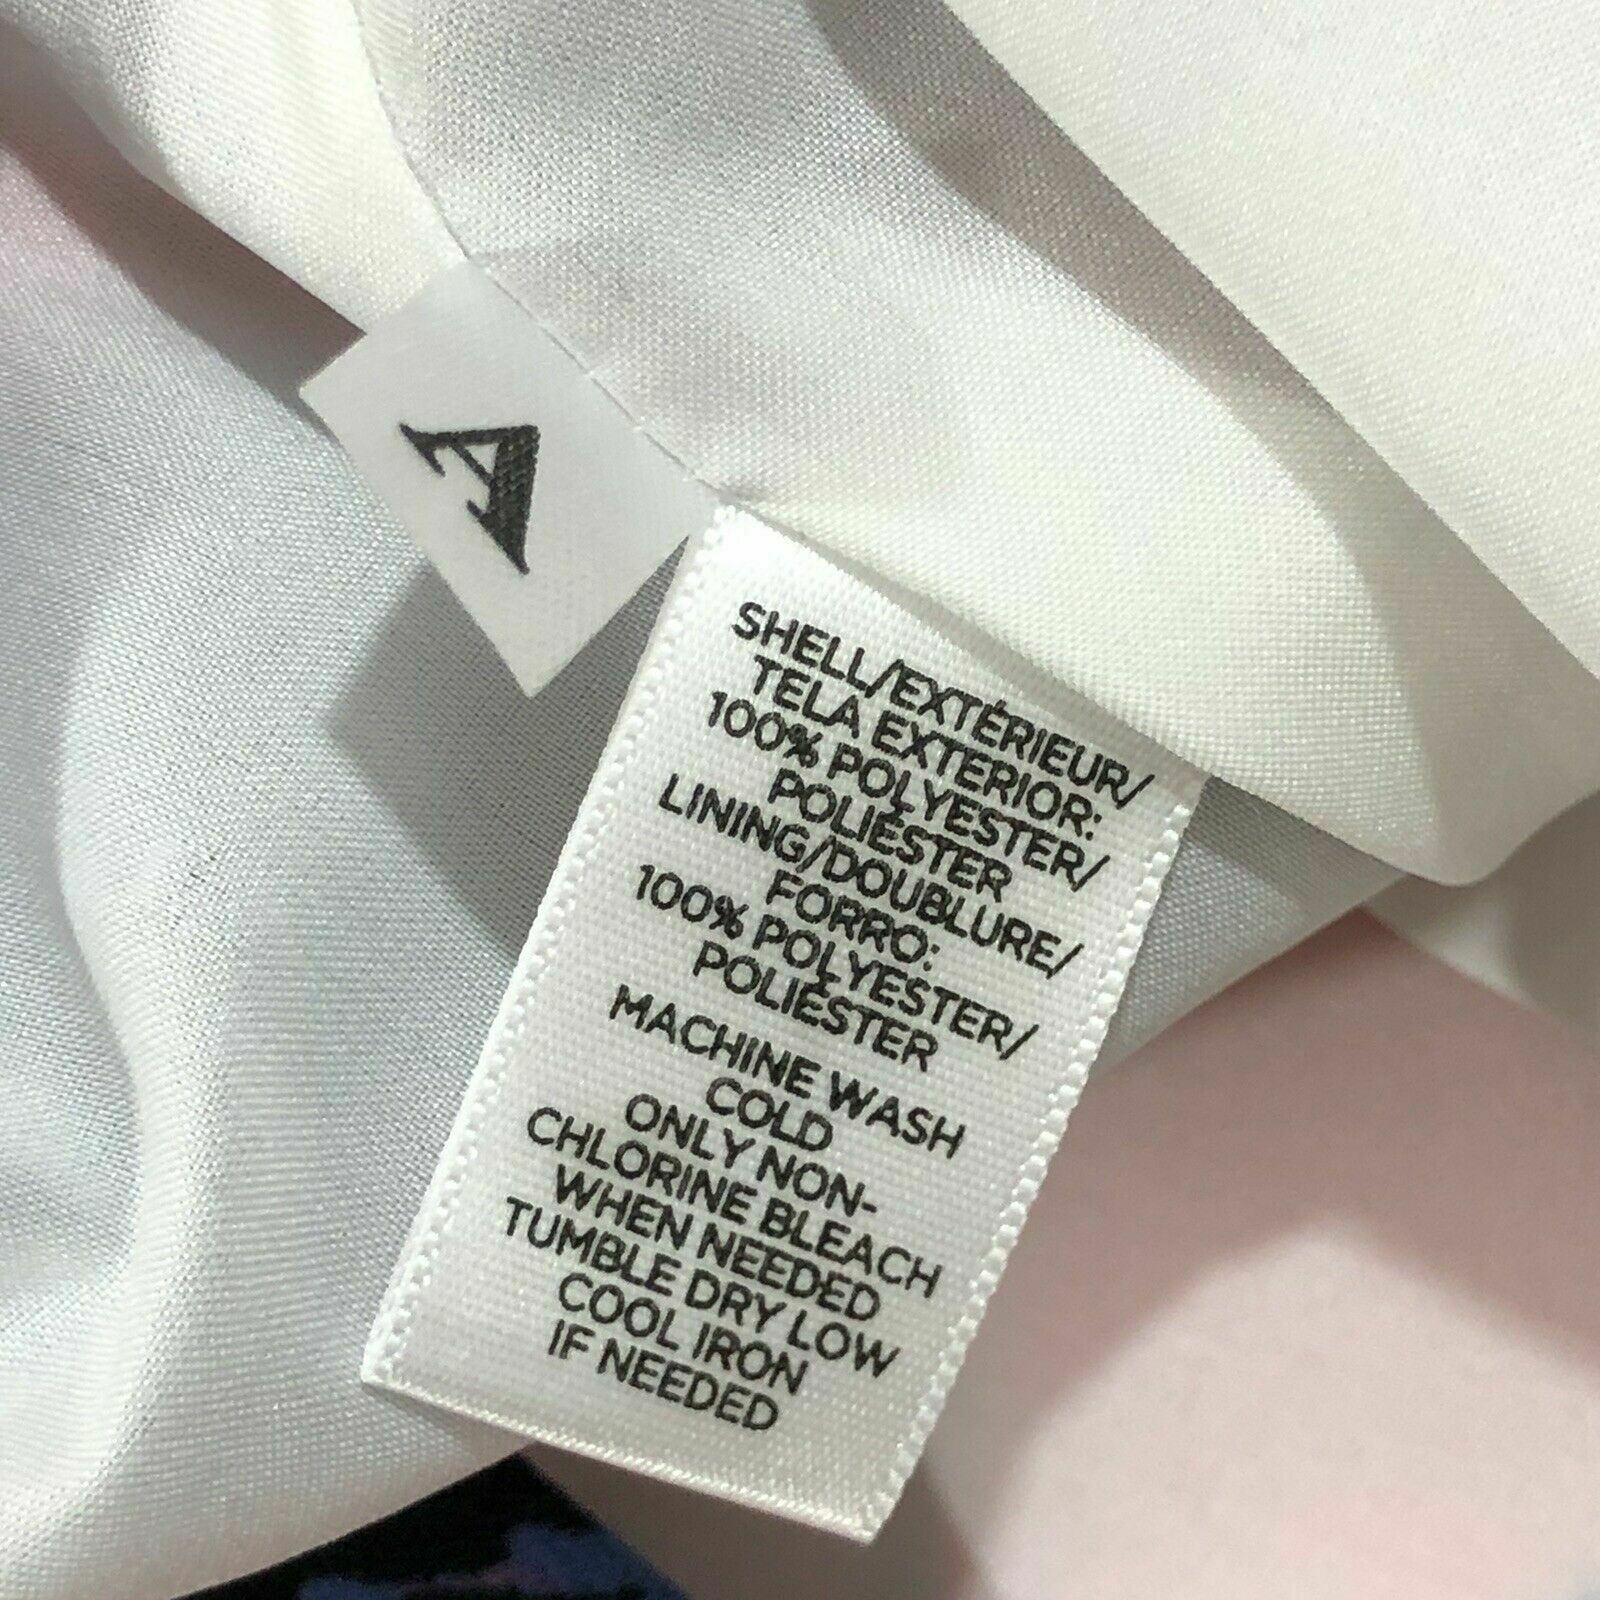 A
SHELL/EXTÉRIEUR/
TELA EXTERIOR:
100% POLYESTER/
POLIÉSTER
LINING/DOUBLURE/
FORRO:
100% POLYESTER/
POLIÉSTER
MACHINE WASH
COLD
ONLY NON-
CHLORINE BLEACH
WHEN NEEDED
TUMBLE DRY LOW
COOL IRON
IF NEEDED